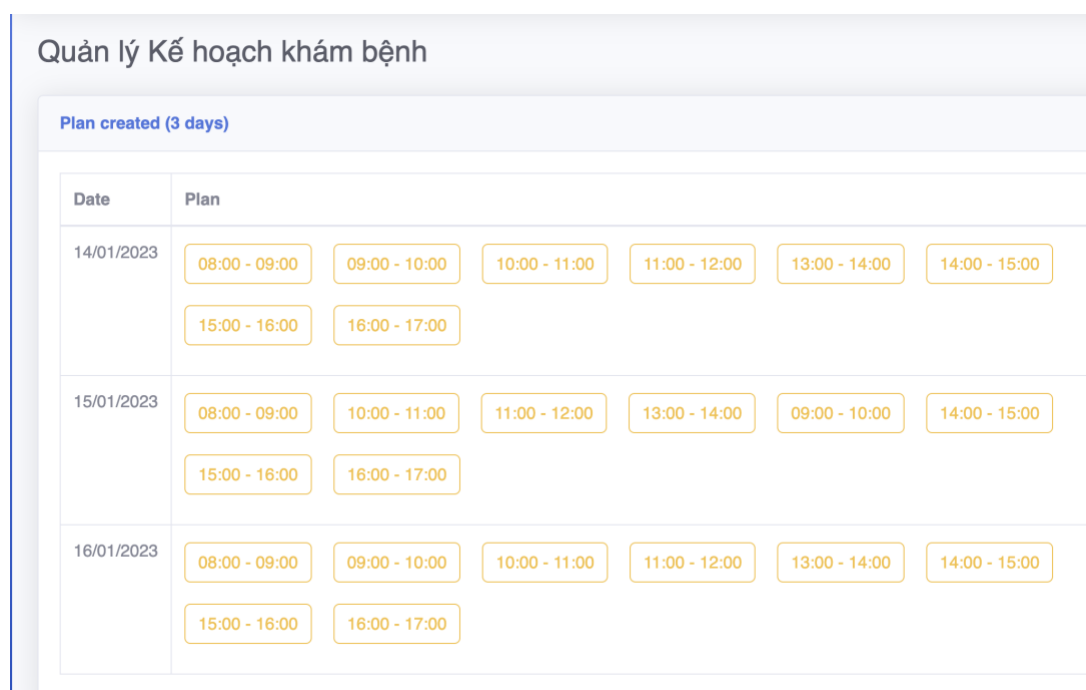 Quản lý Kế hoạch khám bệnh
Plan created (3 days)
Date Plan
14/01/2023 08:00 - 09:00 09:00 - 10:00 10:00 - 11:00 11:00 - 12:00 13:00 - 14:00 14:00 - 15:00
15:00 - 16:00 16:00 - 17:00
15/01/2023 08:00 - 09:00 10:00 - 11:00 11:00 - 12:00 13:00 - 14:00 09:00 - 10:00 14:00 - 15:00
15:00 - 16:00 16:00 - 17:00
16/01/2023 08:00 - 09:00 09:00 - 10:00 10:00 - 11:00 11:00 - 12:00 13:00 - 14:00 14:00 - 15:00
15:00 - 16:00 16:00 - 17:00